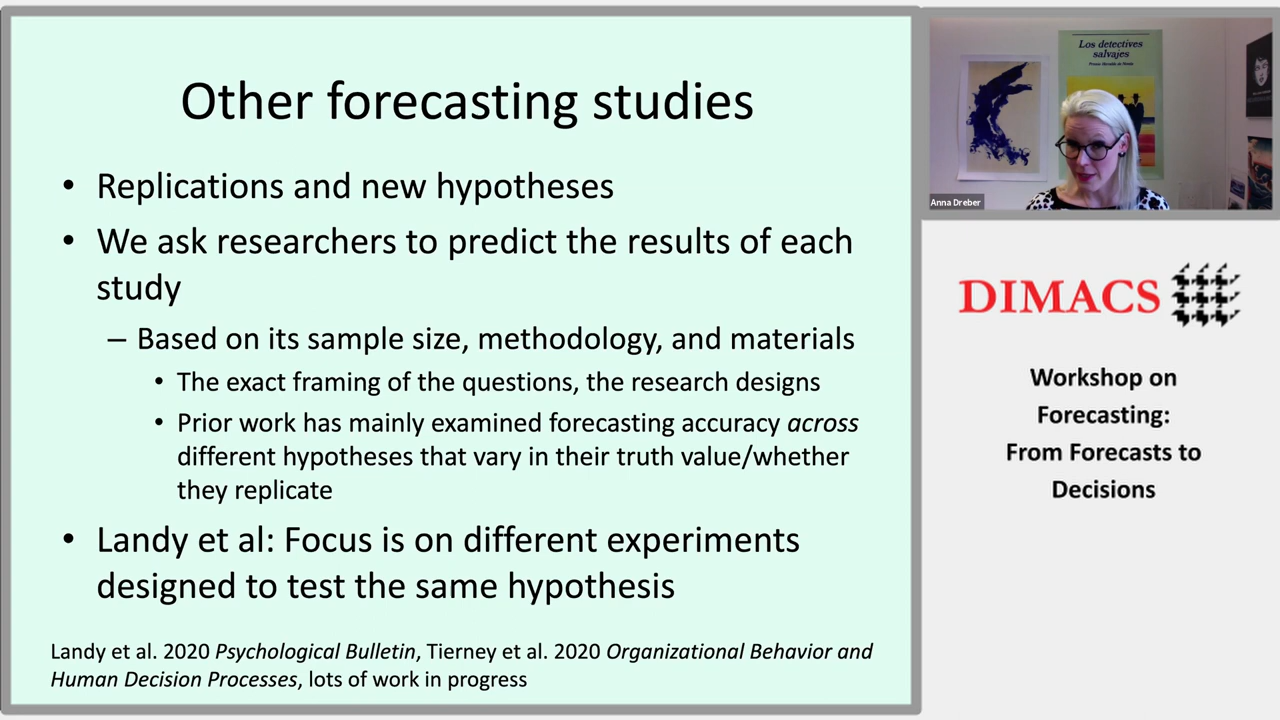 Other forecasting studies
• Replications and new hypotheses
• We ask researchers to predict the results of each
study
– Based on its sample size, methodology, and materials
• The exact framing of the questions, the research designs
• Prior work has mainly examined forecasting accuracy across
different hypotheses that vary in their truth value/whether
they replicate
• Landy et al: Focus is on different experiments
designed to test the same hypothesis
Landy et al. 2020 Psychological Bulletin, Tierney et al. 2020 Organizational Behavior and
Human Decision Processes, lots of work in progress
Los detectives
salvajes
Anna Dreber
DIMACS
Workshop on
Forecasting:
From Forecasts to
Decisions